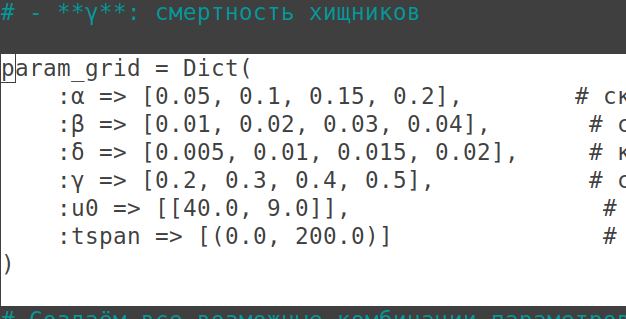 # - **γ**: смертность хищников
param_grid = Dict(
    :α => [0.05, 0.1, 0.15, 0.2],        # ск
    :β => [0.01, 0.02, 0.03, 0.04],       # с
    :δ => [0.005, 0.01, 0.015, 0.02],     # к
    :γ => [0.2, 0.3, 0.4, 0.5],           # с
    :u0 => [[40.0, 9.0]],                  #
    :tspan => [(0.0, 200.0)]               #
)
# Создаём все возможные комбинации параметров